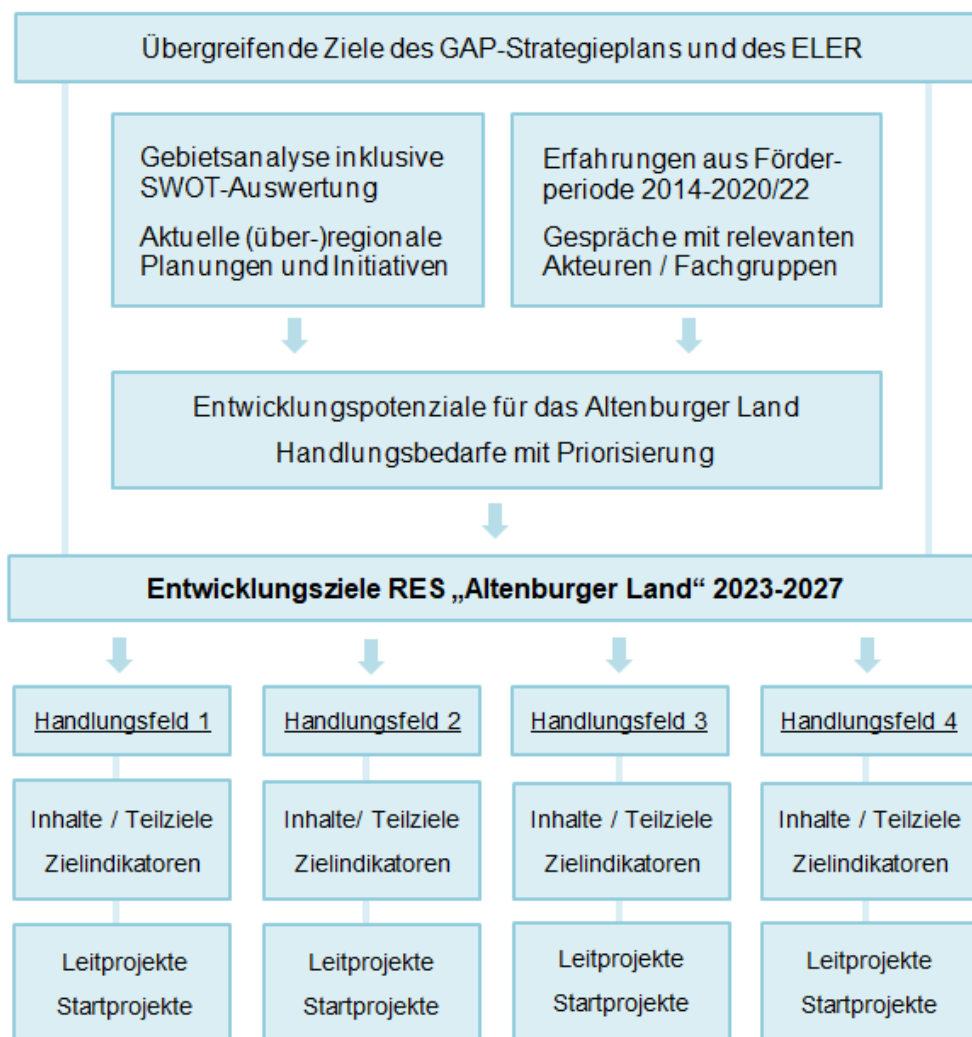 Übergreifende Ziele des GAP-Strategieplans und des ELER
Gebietsanalyse inklusive
SWOT-Auswertung
Aktuelle (über-)regionale
Planungen und Initiativen
Erfahrungen aus Förder-
periode 2014-2020/22
Gespräche mit relevanten
Akteuren / Fachgruppen
Entwicklungspotenziale für das Altenburger Land
Handlungsbedarfe mit Priorisierung
Entwicklungsziele RES „Altenburger Land“ 2023-2027
Handlungsfeld 1
Inhalte / Teilziele
Zielindikatoren
Leitprojekte
Startprojekte
Handlungsfeld 2
Inhalte/ Teilziele
Zielindikatoren
Leitprojekte
Startprojekte
Handlungsfeld 3
Inhalte / Teilziele
Zielindikatoren
Leitprojekte
Startprojekte
Handlungsfeld 4
Inhalte / Teilziele
Zielindikatoren
Leitprojekte
Startprojekte